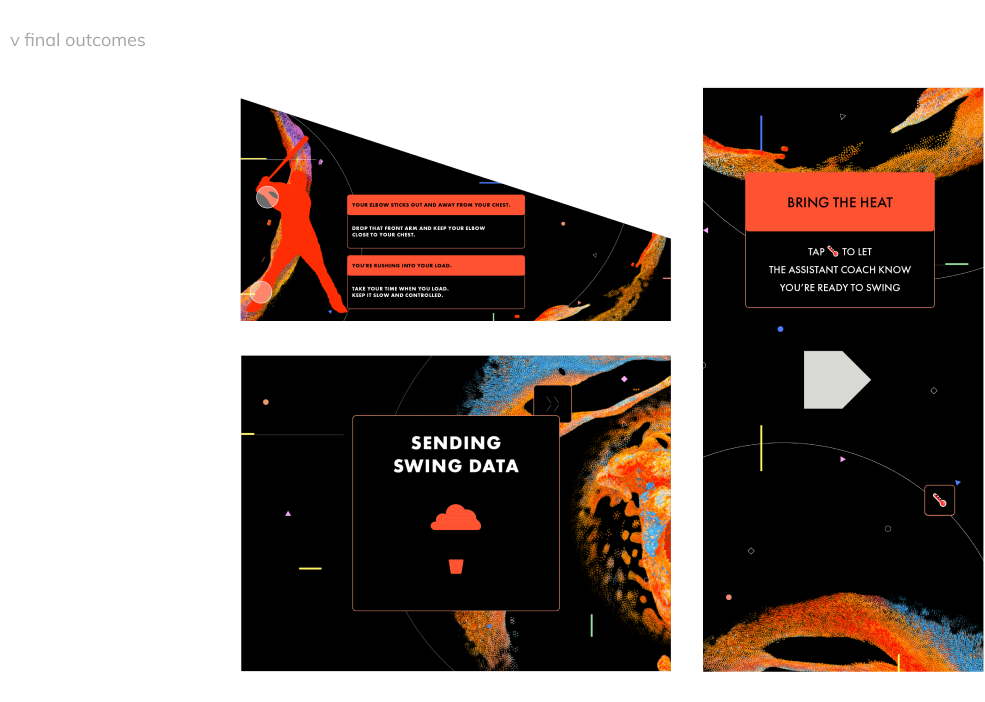 v final outcomes
YOUR ELBOW STICKS OUT AND AWAY FROM YOUR CHEST.
DROP THAT FRONT ARM AND KEEP YOUR ELBOW
CLOSE TO YOUR CHEST.
YOU'RE RUSHING INTO YOUR LOAD.
TAKE YOUR TIME WHEN YOU LOAD.
KEEP IT SLOW AND CONTROLLED.
BRING THE HEAT
TAP TO LET
THE ASSISTANT COACH KNOW
YOU'RE READY TO SWING
SENDING
SWING DATA